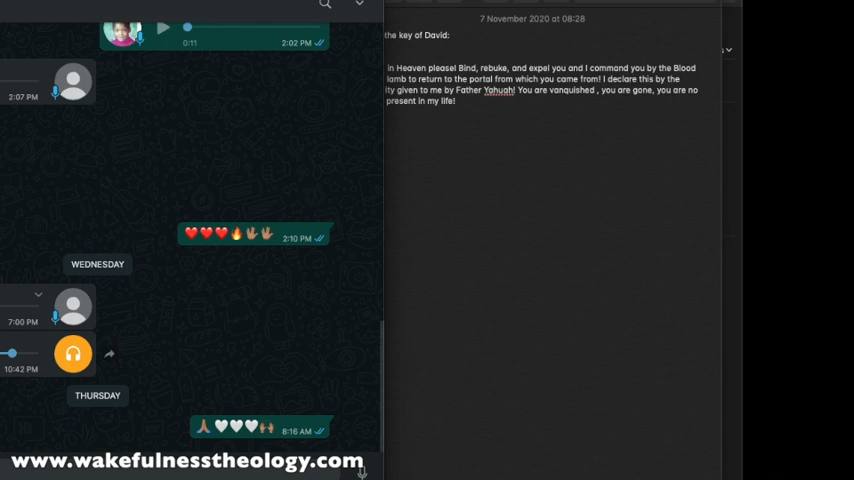 0:11
2:02 PM
2:07 PM
2:10 PM
WEDNESDAY
7:00 PM
10:42 PM
THURSDAY
8:16 AM
www.wakefulnesstheology.com
7 November 2020 at 08:28
the key of David:
in Heaven please! Bind, rebuke, and expel you and I command you by the Blood
lamb to return to the portal from which you came from! I declare this by the
ity given to me by Father Yahuah! You are vanquished , you are gone, you are no
present in my life!
s